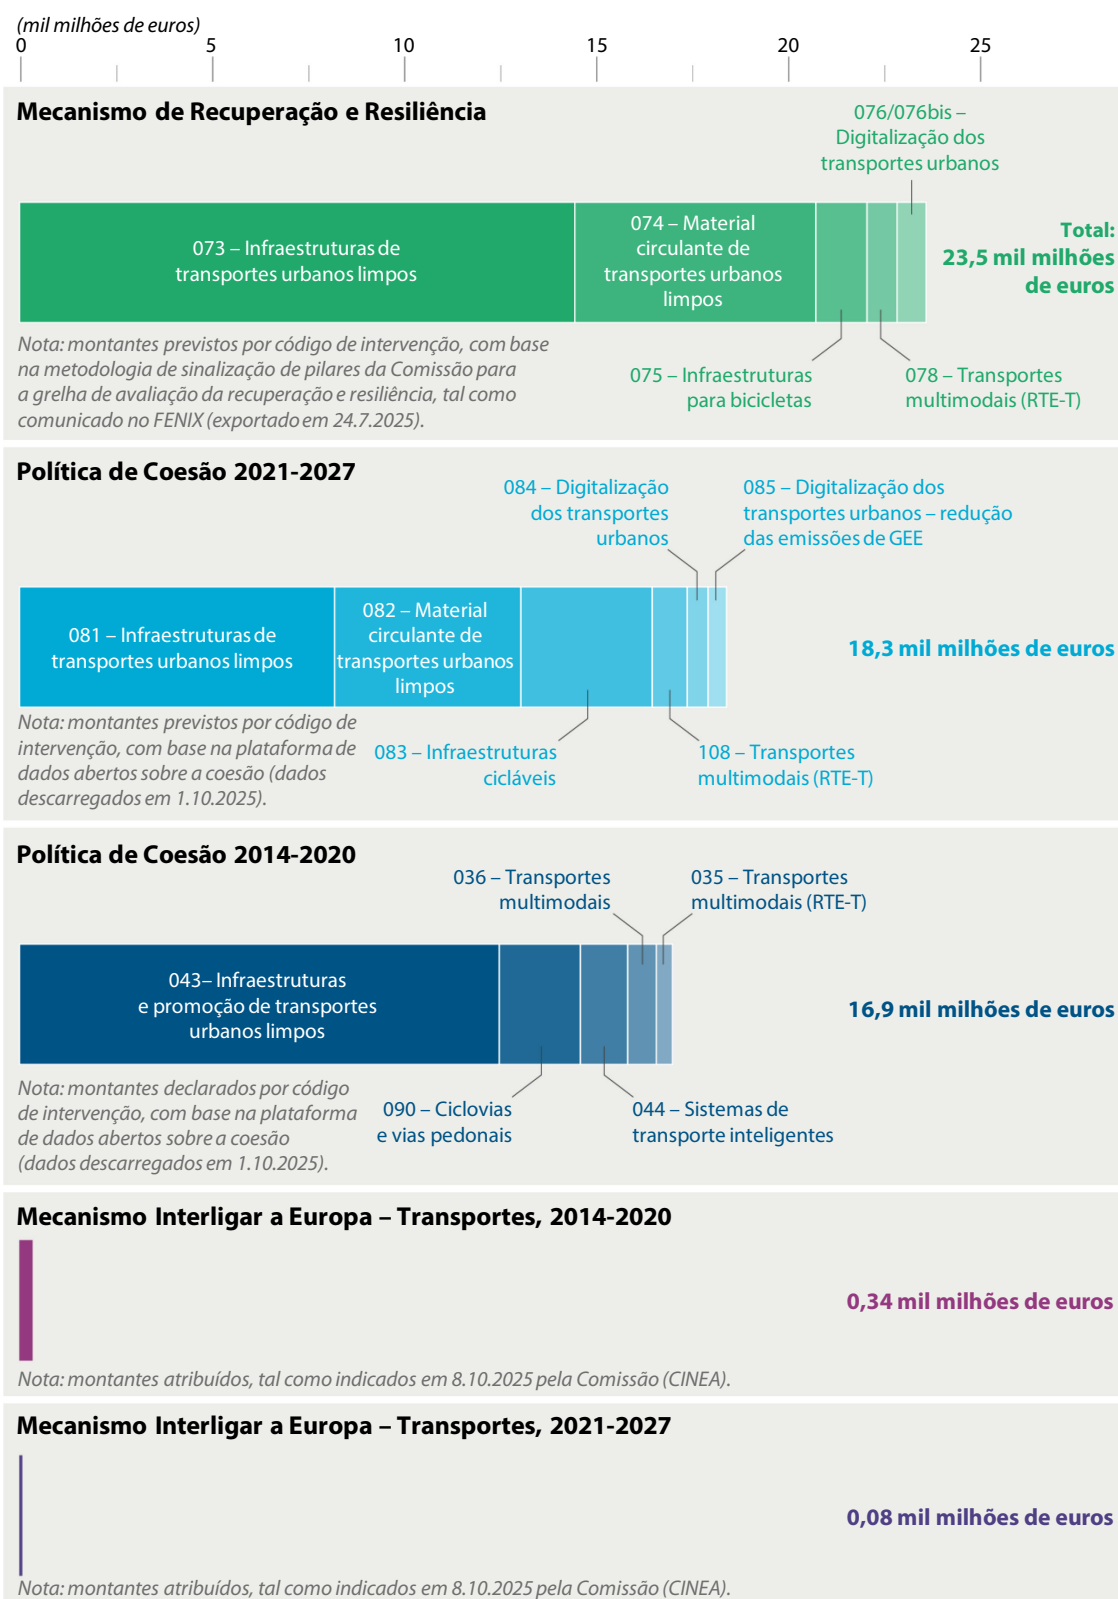 (mil milhões de euros)
0 5 10 15 20 25
Mecanismo de Recuperação e Resiliência
076/076bis –
Digitalização dos
transportes urbanos
073 – Infraestruturas de
transportes urbanos limpos
074 – Material
circulante de
transportes urbanos
limpos
Total:
23,5 mil milhões
de euros
075 – Infraestruturas
para bicicletas
078 – Transportes
multimodais (RTE-T)
Nota: montantes previstos por código de intervenção, com base
na metodologia de sinalização de pilares da Comissão para
a grelha de avaliação da recuperação e resiliência, tal como
comunicado no FENIX (exportado em 24.7.2025).
Política de Coesão 2021-2027
084 – Digitalização
dos transportes
urbanos
085 – Digitalização dos
transportes urbanos – redução
das emissões de GEE
081 – Infraestruturas de
transportes urbanos limpos
082 – Material
circulante de
transportes urbanos
limpos
18,3 mil milhões de euros
083 – Infraestruturas
cicláveis
108 – Transportes
multimodais (RTE-T)
Nota: montantes previstos por código de
intervenção, com base na plataforma de
dados abertos sobre a coesão (dados
descarregados em 1.10.2025).
Política de Coesão 2014-2020
036 – Transportes
multimodais
035 – Transportes
multimodais (RTE-T)
043– Infraestruturas
e promoção de transportes
urbanos limpos
16,9 mil milhões de euros
090 – Ciclovias
e vias pedonais
044 – Sistemas de
transporte inteligentes
Nota: montantes declarados por código
de intervenção, com base na plataforma
de dados abertos sobre a coesão
(dados descarregados em 1.10.2025).
Mecanismo Interligar a Europa – Transportes, 2014-2020
0,34 mil milhões de euros
Nota: montantes atribuídos, tal como indicados em 8.10.2025 pela Comissão (CINEA).
Mecanismo Interligar a Europa – Transportes, 2021-2027
0,08 mil milhões de euros
Nota: montantes atribuídos, tal como indicados em 8.10.2025 pela Comissão (CINEA).